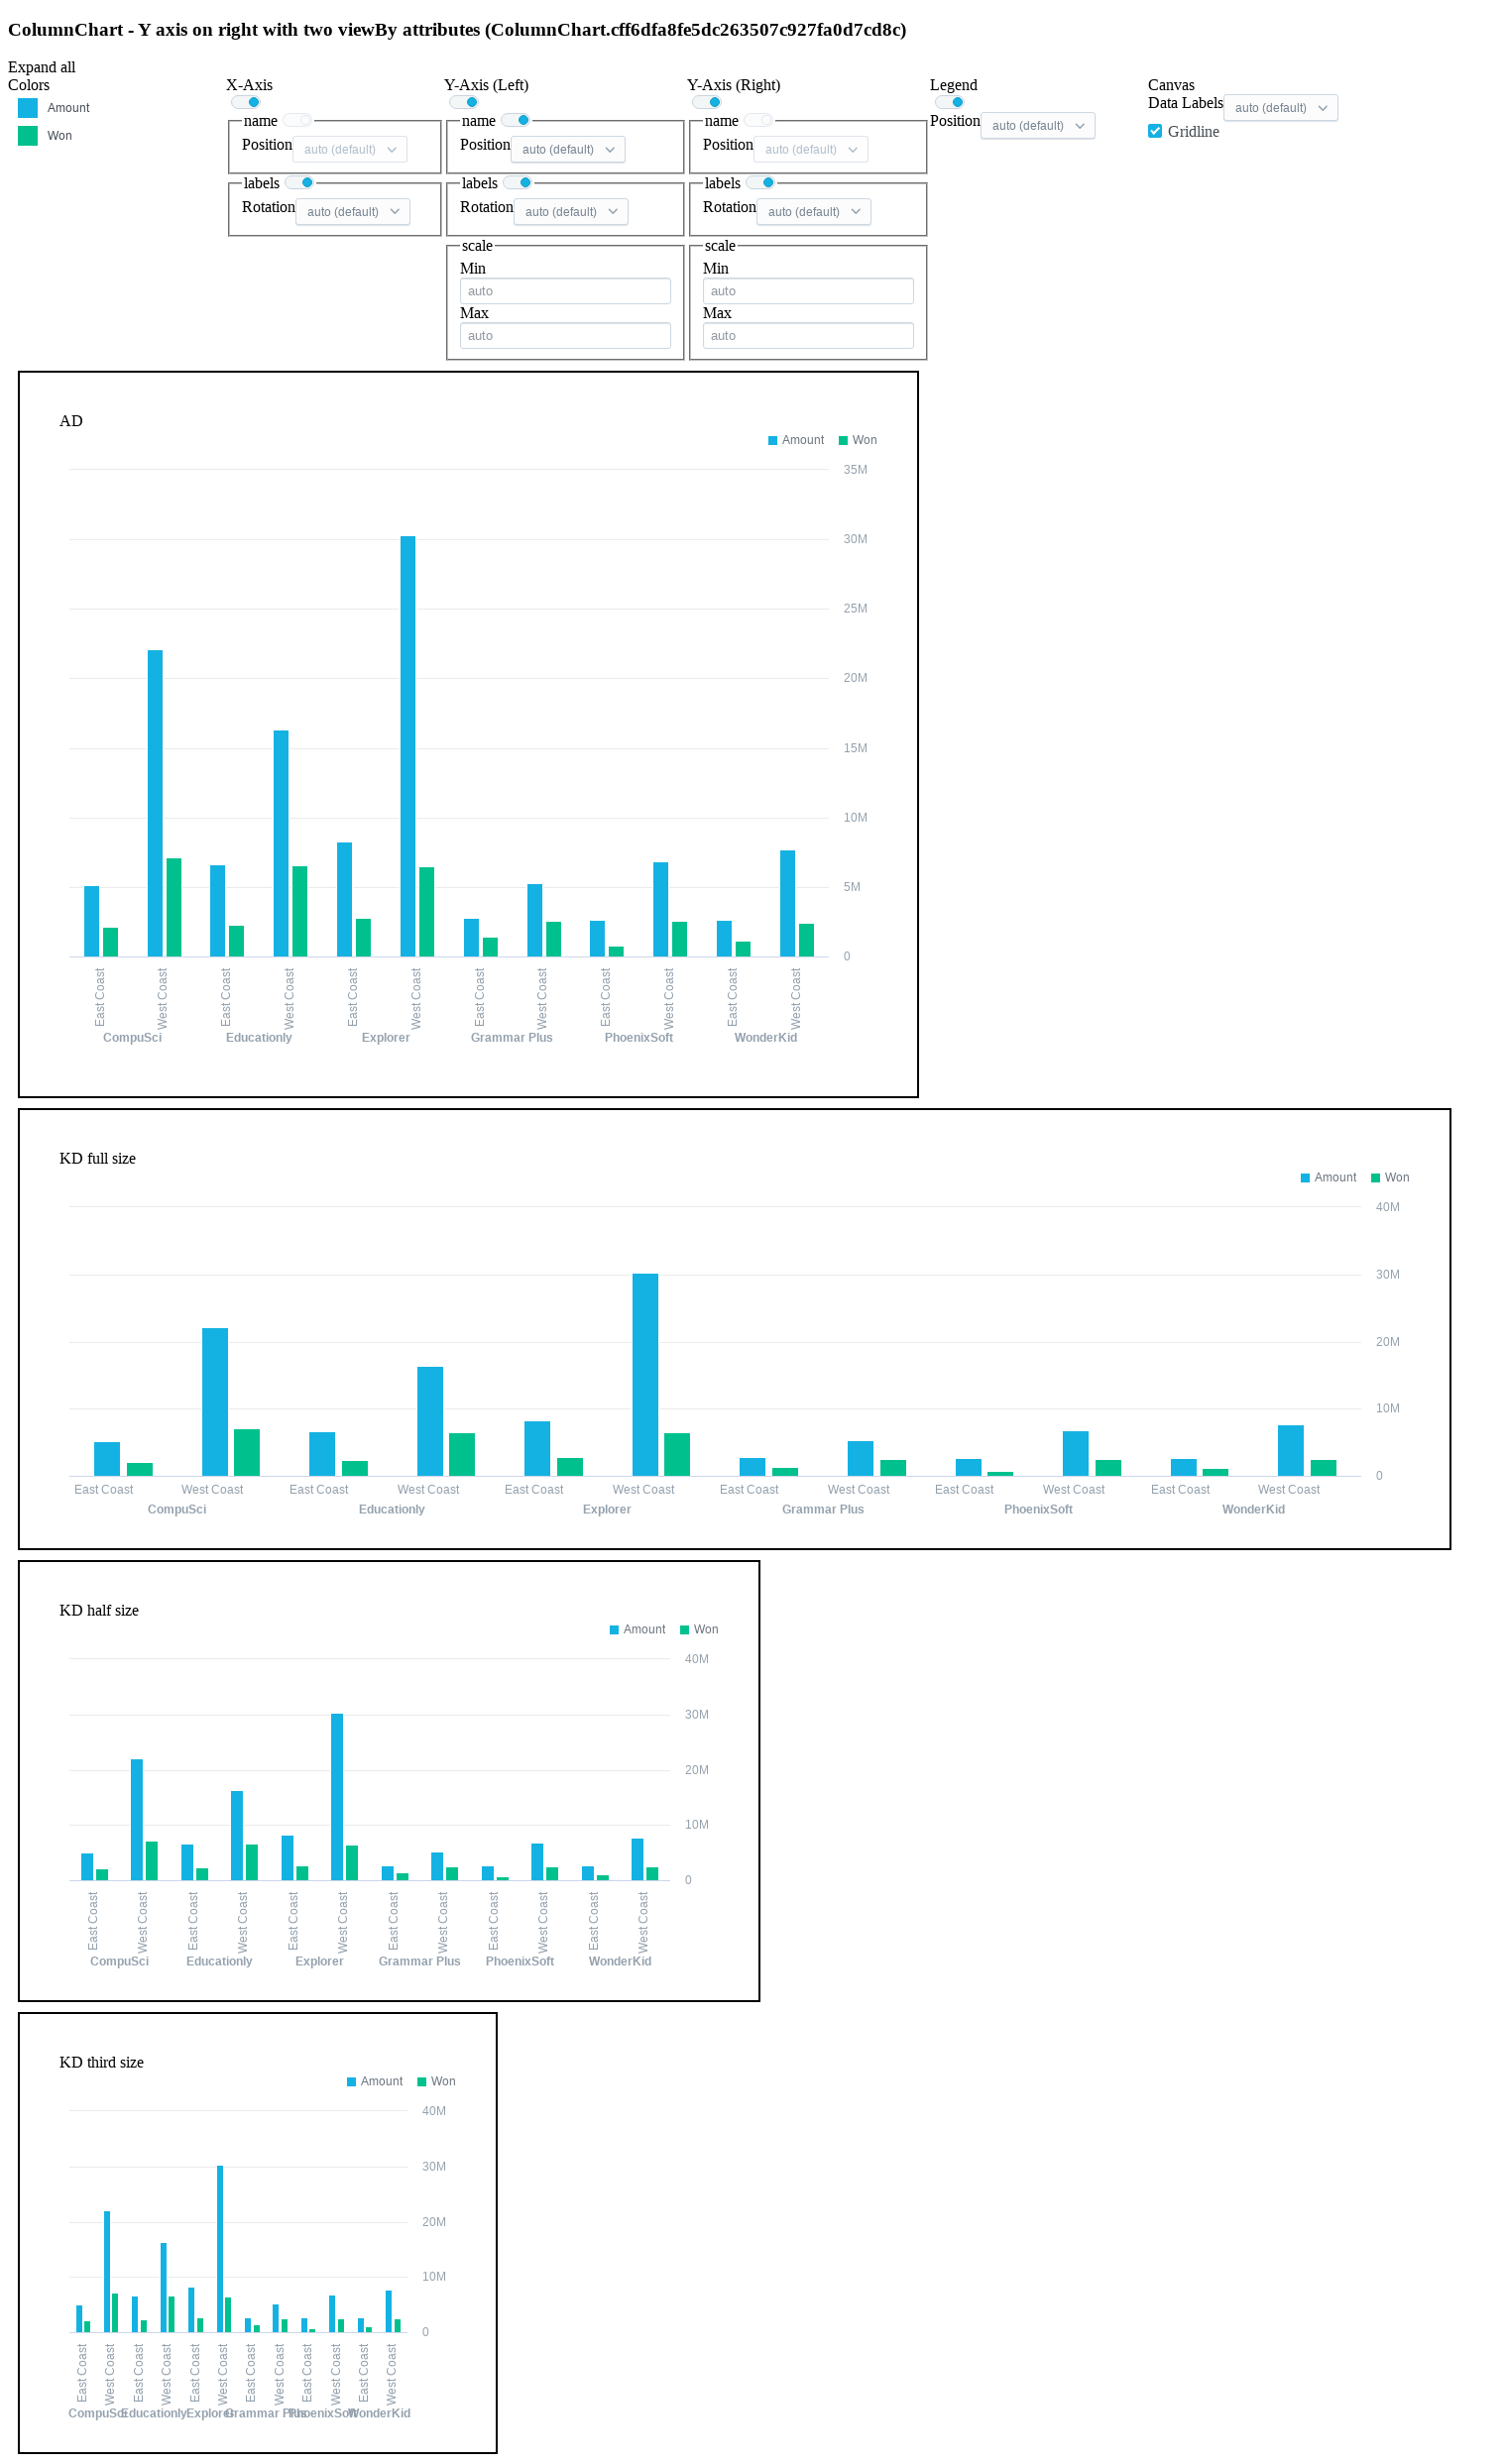 ColumnChart - Y axis on right with two viewBy attributes (ColumnChart.cff6dfa8fe5dc263507c927fa0d7cd8c)
Expand all
Colors
Amount
Won
X-Axis
name
Position auto (default)
labels
Rotation auto (default)
Y-Axis (Left)
name
Position auto (default)
labels
Rotation auto (default)
scale
Min
auto
Max
auto
Y-Axis (Right)
name
Position auto (default)
labels
Rotation auto (default)
scale
Min
auto
Max
auto
Legend
Position auto (default)
Canvas
Data Labels auto (default)
Gridline
AD
Amount Won
35M
30M
25M
20M
15M
10M
5M
0
East Coast West Coast East Coast West Coast East Coast West Coast East Coast West Coast East Coast West Coast East Coast West Coast
CompuSci Educationly Explorer Grammar Plus PhoenixSoft WonderKid
KD full size
Amount Won
40M
30M
20M
10M
0
East Coast West Coast East Coast West Coast East Coast West Coast East Coast West Coast East Coast West Coast East Coast West Coast
CompuSci Educationly Explorer Grammar Plus PhoenixSoft WonderKid
KD half size
Amount Won
40M
30M
20M
10M
0
East Coast West Coast East Coast West Coast East Coast West Coast East Coast West Coast East Coast West Coast East Coast West Coast
CompuSci Educationly Explorer Grammar Plus PhoenixSoft WonderKid
KD third size
Amount Won
40M
30M
20M
10M
0
East Coast West Coast East Coast West Coast East Coast West Coast East Coast West Coast East Coast West Coast East Coast West Coast
CompuSci Educationly Explorer Grammar Plus PhoenixSoft WonderKid